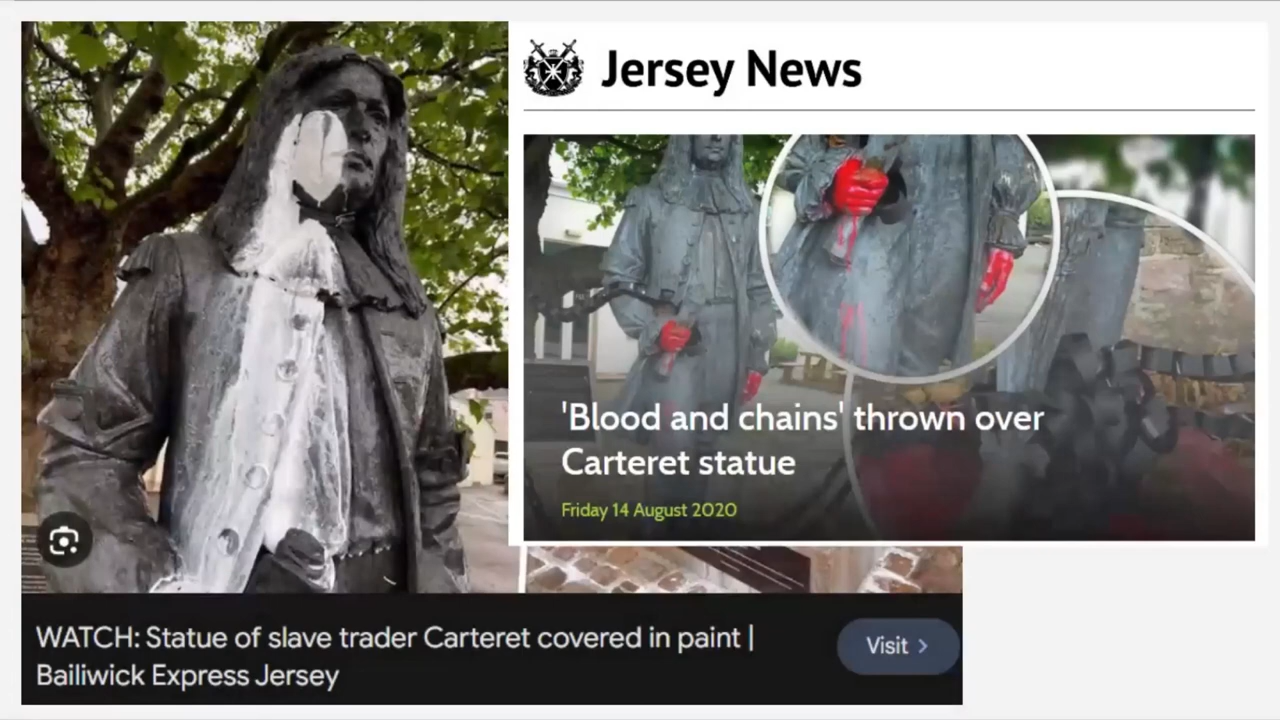 Jersey News
'Blood and chains' thrown over
Carteret statue
Friday 14 August 2020
WATCH: Statue of slave trader Carteret covered in paint |
Bailiwick Express Jersey
Visit >